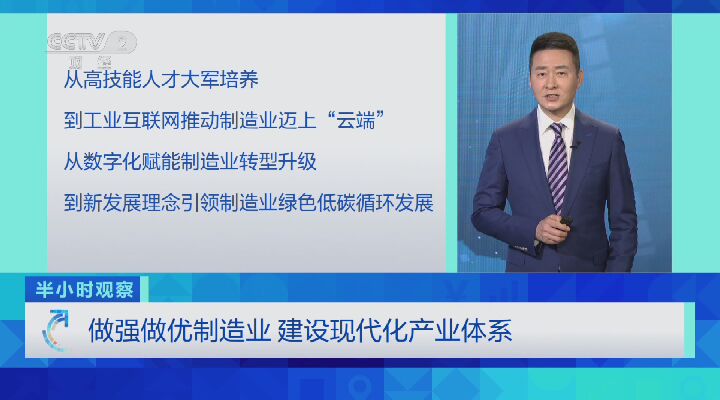 CCTV 2
财经
从高技能人才大军培养
到工业互联网推动制造业迈上“云端”
从数字化赋能制造业转型升级
到新发展理念引领制造业绿色低碳循环发展
半小时观察
做强做优制造业 建设现代化产业体系